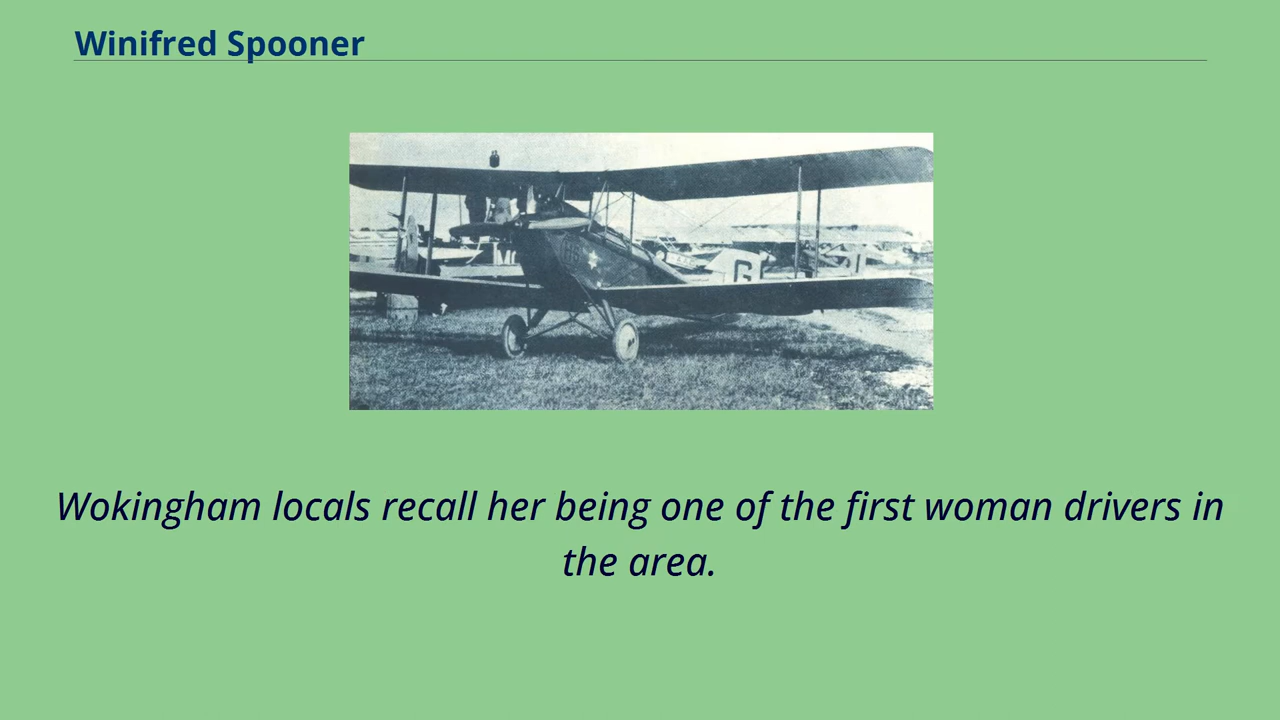 Winifred Spooner
G
Wokingham locals recall her being one of the first woman drivers in
the area.